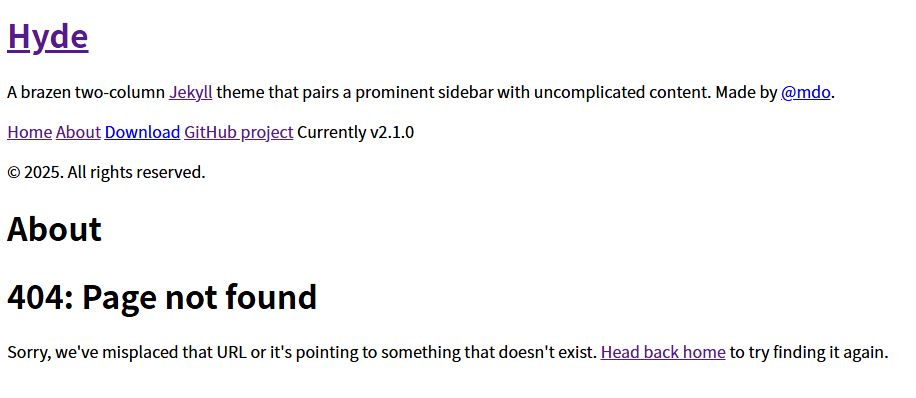 Hyde
A brazen two-column Jekyll theme that pairs a prominent sidebar with uncomplicated content. Made by @mdo.
Home About Download GitHub project Currently v2.1.0
© 2025. All rights reserved.
About
404: Page not found
Sorry, we've misplaced that URL or it's pointing to something that doesn't exist. Head back home to try finding it again.